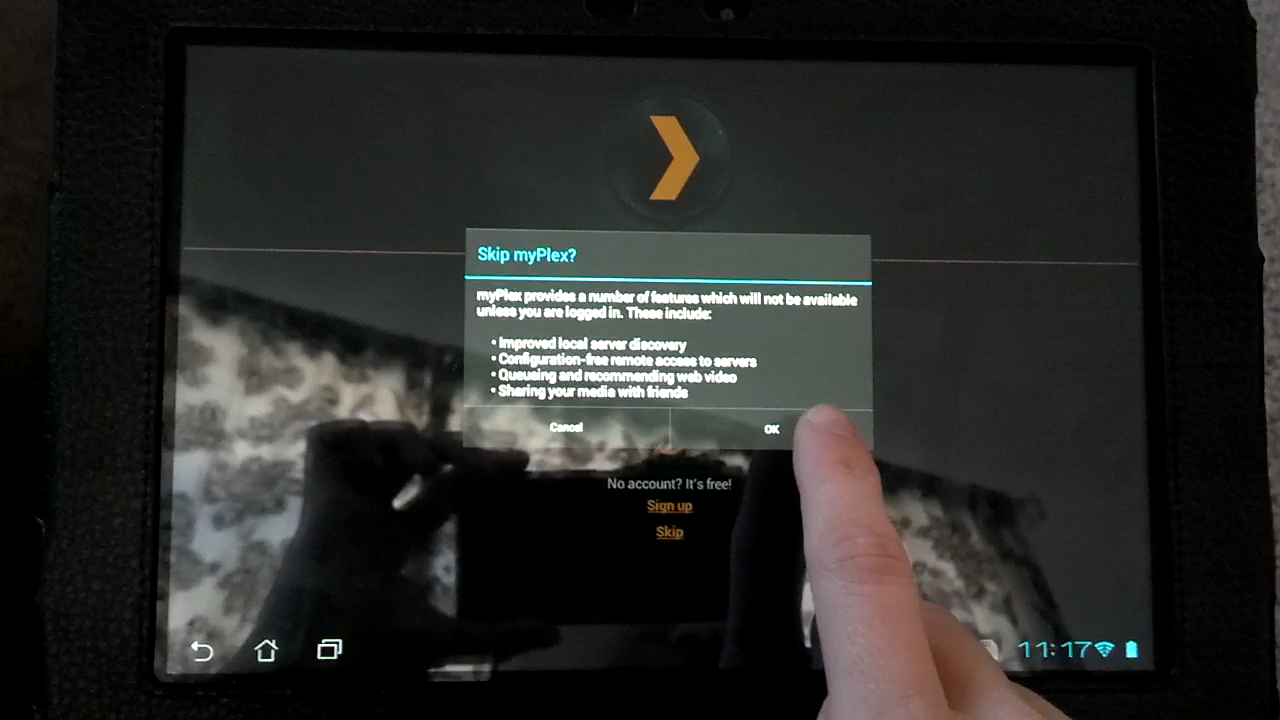 Skip myPlex?
myPlex provides a number of features which will not be available
unless you are logged in. These include:
• Improved local server discovery
• Configuration-free remote access to servers
• Queueing and recommending web video
• Sharing your media with friends
Cancel
OK
No account? It's free!
Sign up
Skip
11:17